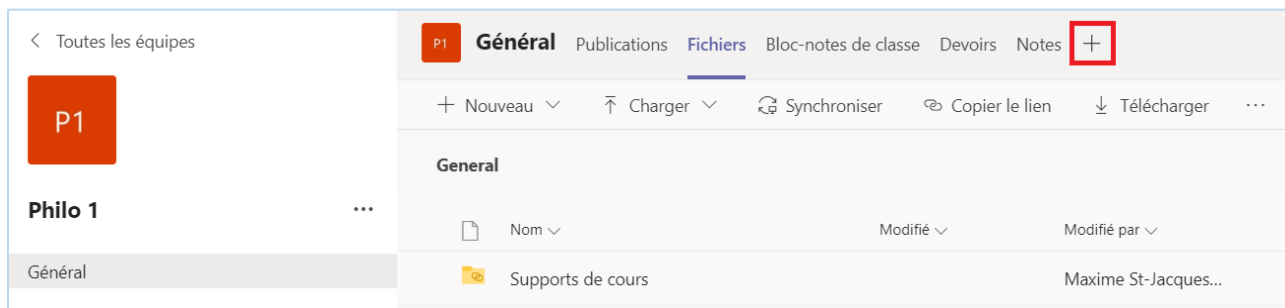 Toutes les équipes
P1
Philo 1 ...
Général
P1 Général Publications Fichiers Bloc-notes de classe Devoirs Notes +
+ Nouveau Charger Synchroniser Copier le lien Télécharger ...
General
Nom Modifié Modifié par
Supports de cours Maxime St-Jacques...